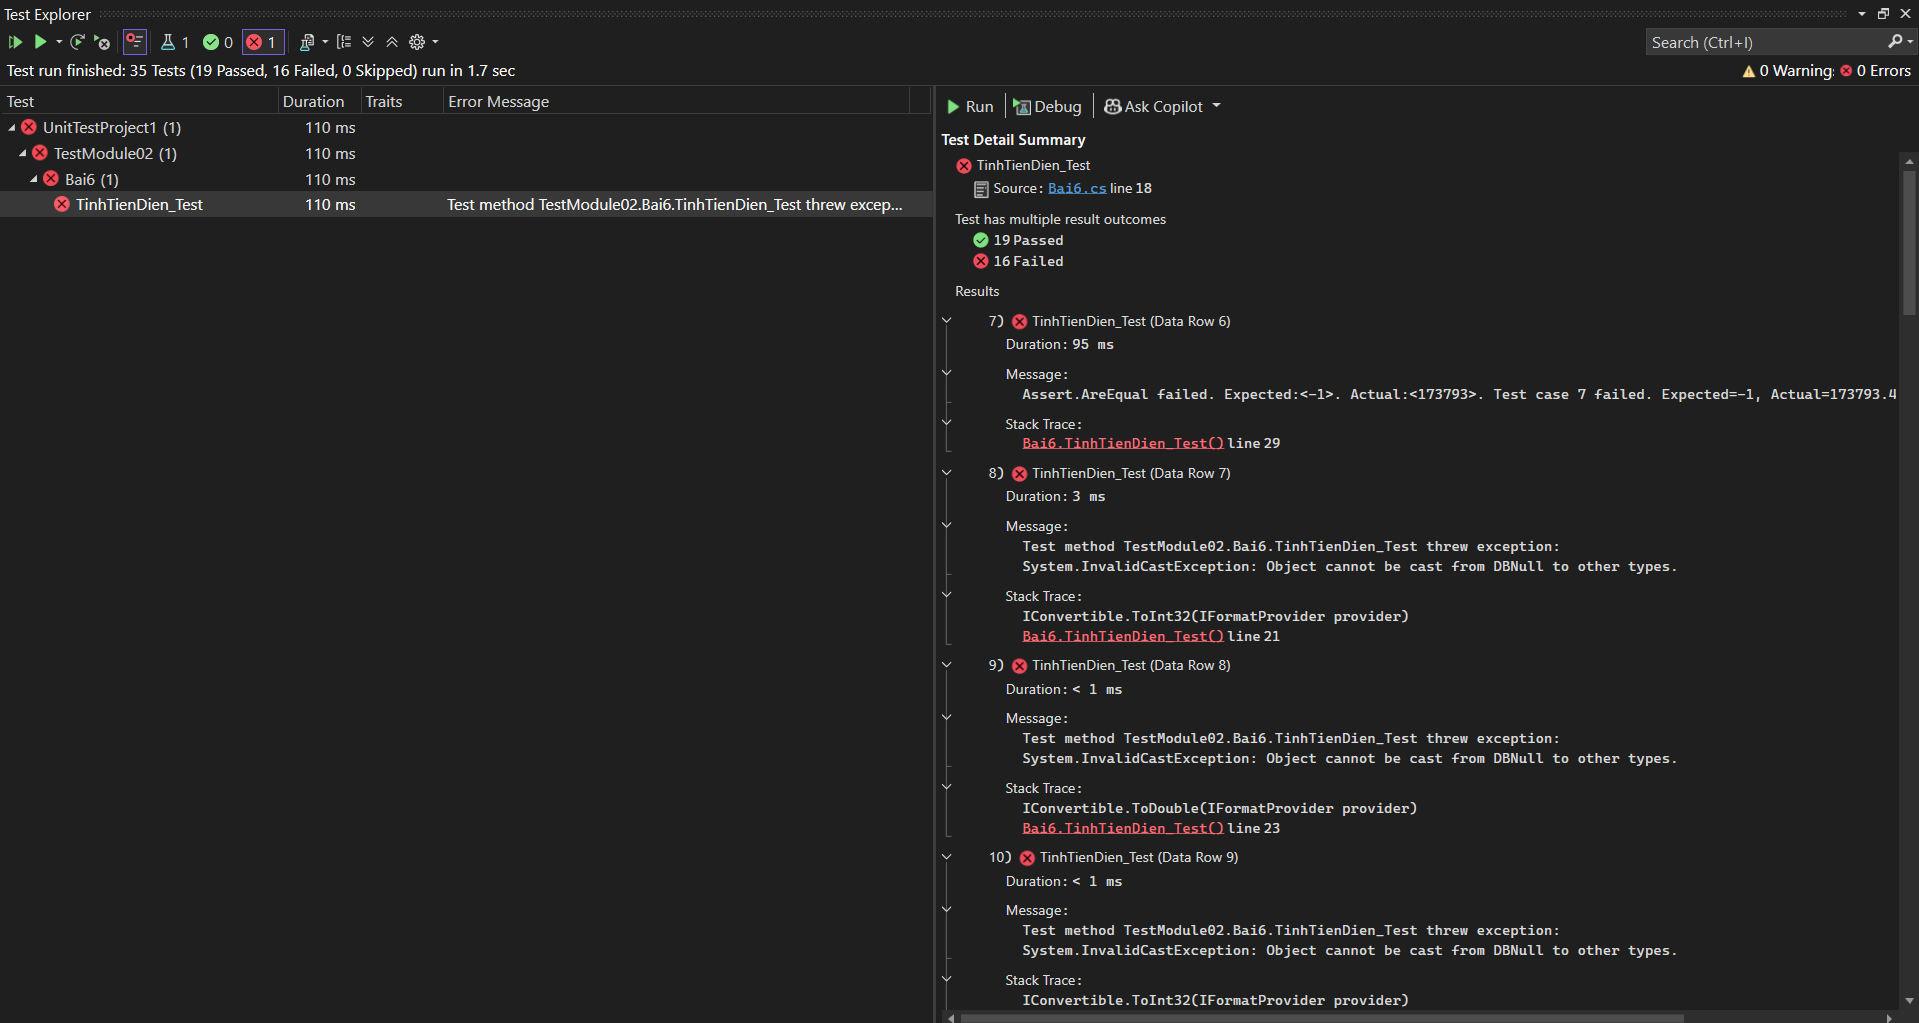 Test Explorer
1 0 1
Search (Ctrl+I)
Test run finished: 35 Tests (19 Passed, 16 Failed, 0 Skipped) run in 1.7 sec
0 Warning
0 Errors
Test Duration Traits Error Message
UnitTestProject1 (1) 110 ms
TestModule02 (1) 110 ms
Bai6 (1) 110 ms
TinhTienDien_Test 110 ms Test method TestModule02.Bai6.TinhTienDien_Test threw excep...
Run Debug Ask Copilot
Test Detail Summary
TinhTienDien_Test
Source: Bai6.cs line 18
Test has multiple result outcomes
19 Passed
16 Failed
Results
7) TinhTienDien_Test (Data Row 6)
Duration: 95 ms
Message:
Assert.AreEqual failed. Expected:<-1>. Actual:<173793>. Test case 7 failed. Expected=-1, Actual=173793.4
Stack Trace:
Bai6.TinhTienDien_Test() line 29
8) TinhTienDien_Test (Data Row 7)
Duration: 3 ms
Message:
Test method TestModule02.Bai6.TinhTienDien_Test threw exception:
System.InvalidCastException: Object cannot be cast from DBNull to other types.
Stack Trace:
IConvertible.ToInt32(IFormatProvider provider)
Bai6.TinhTienDien_Test() line 21
9) TinhTienDien_Test (Data Row 8)
Duration: < 1 ms
Message:
Test method TestModule02.Bai6.TinhTienDien_Test threw exception:
System.InvalidCastException: Object cannot be cast from DBNull to other types.
Stack Trace:
IConvertible.ToDouble(IFormatProvider provider)
Bai6.TinhTienDien_Test() line 23
10) TinhTienDien_Test (Data Row 9)
Duration: < 1 ms
Message:
Test method TestModule02.Bai6.TinhTienDien_Test threw exception:
System.InvalidCastException: Object cannot be cast from DBNull to other types.
Stack Trace:
IConvertible.ToInt32(IFormatProvider provider)